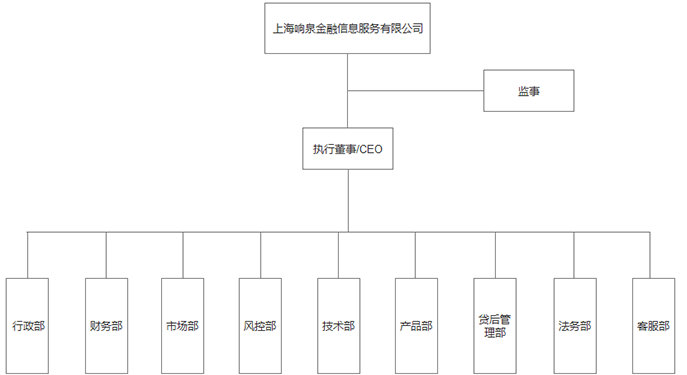 上海响泉金融信息服务有限公司
监事
执行董事/CEO
行政部
财务部
市场部
风控部
技术部
产品部
贷后管
理部
法务部
客服部